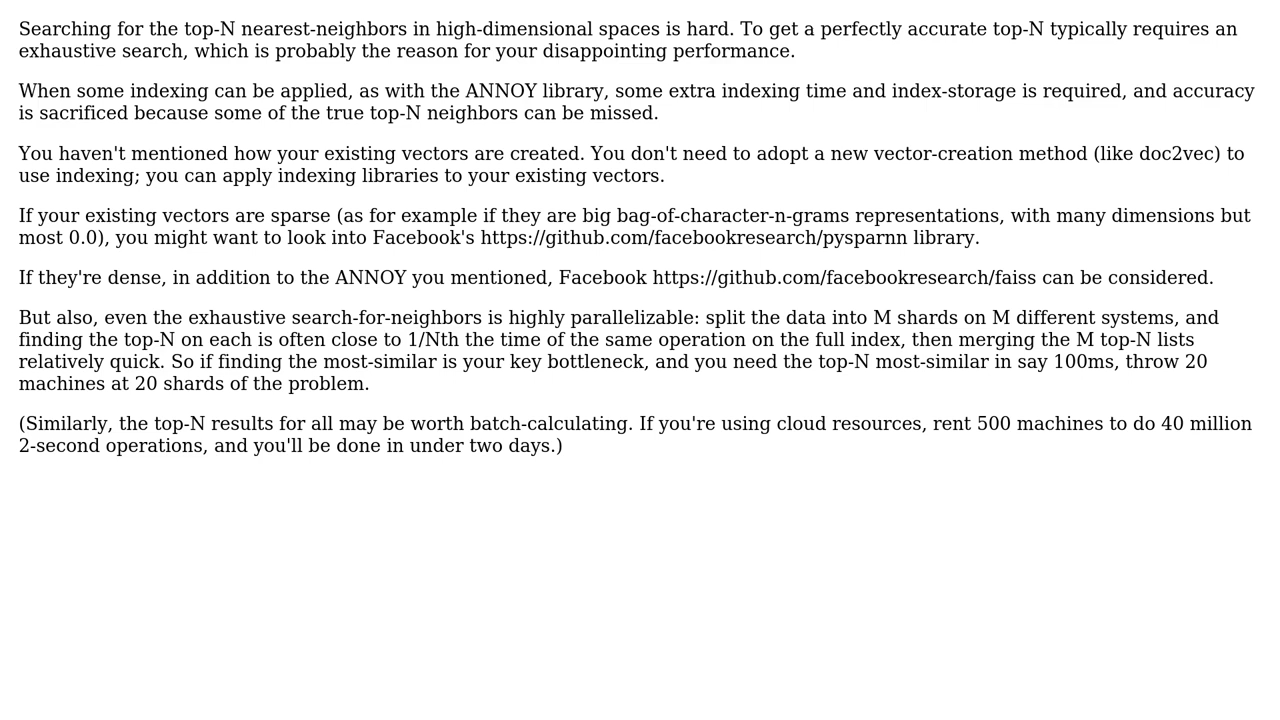 Searching for the top-N nearest-neighbors in high-dimensional spaces is hard. To get a perfectly accurate top-N typically requires an
exhaustive search, which is probably the reason for your disappointing performance.
When some indexing can be applied, as with the ANNOY library, some extra indexing time and index-storage is required, and accuracy
is sacrificed because some of the true top-N neighbors can be missed.
You haven't mentioned how your existing vectors are created. You don't need to adopt a new vector-creation method (like doc2vec) to
use indexing; you can apply indexing libraries to your existing vectors.
If your existing vectors are sparse (as for example if they are big bag-of-character-n-grams representations, with many dimensions but
most 0.0), you might want to look into Facebook's https://github.com/facebookresearch/pysparnn library.
If they're dense, in addition to the ANNOY you mentioned, Facebook https://github.com/facebookresearch/faiss can be considered.
But also, even the exhaustive search-for-neighbors is highly parallelizable: split the data into M shards on M different systems, and
finding the top-N on each is often close to 1/Nth the time of the same operation on the full index, then merging the M top-N lists
relatively quick. So if finding the most-similar is your key bottleneck, and you need the top-N most-similar in say 100ms, throw 20
machines at 20 shards of the problem.
(Similarly, the top-N results for all may be worth batch-calculating. If you're using cloud resources, rent 500 machines to do 40 million
2-second operations, and you'll be done in under two days.)